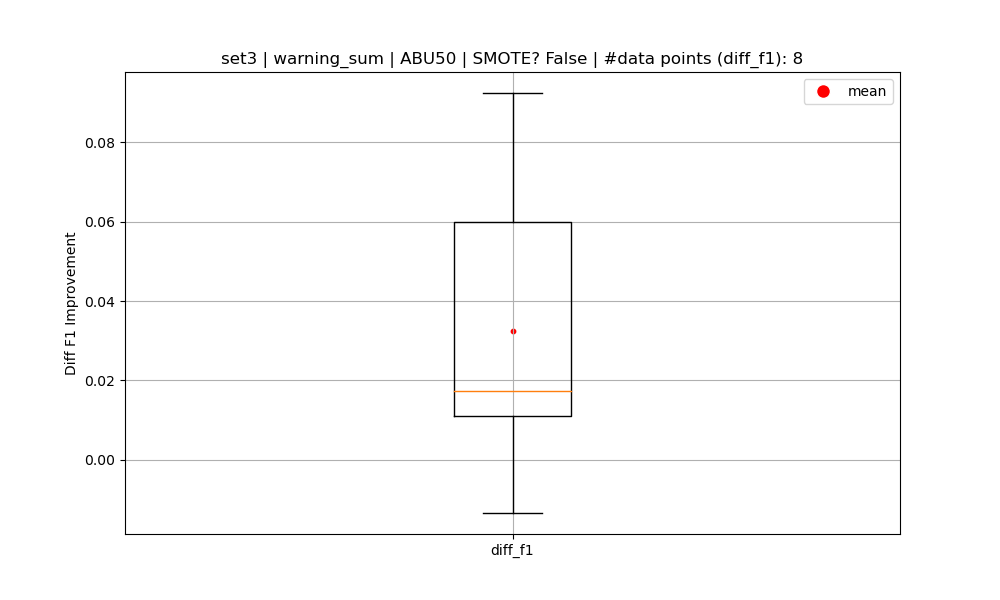 set3 | warning_sum | ABU50 | SMOTE? False | #data points (diff_f1): 8
mean
0.08
0.06
0.04
0.02
0.00
Diff F1 Improvement
diff_f1